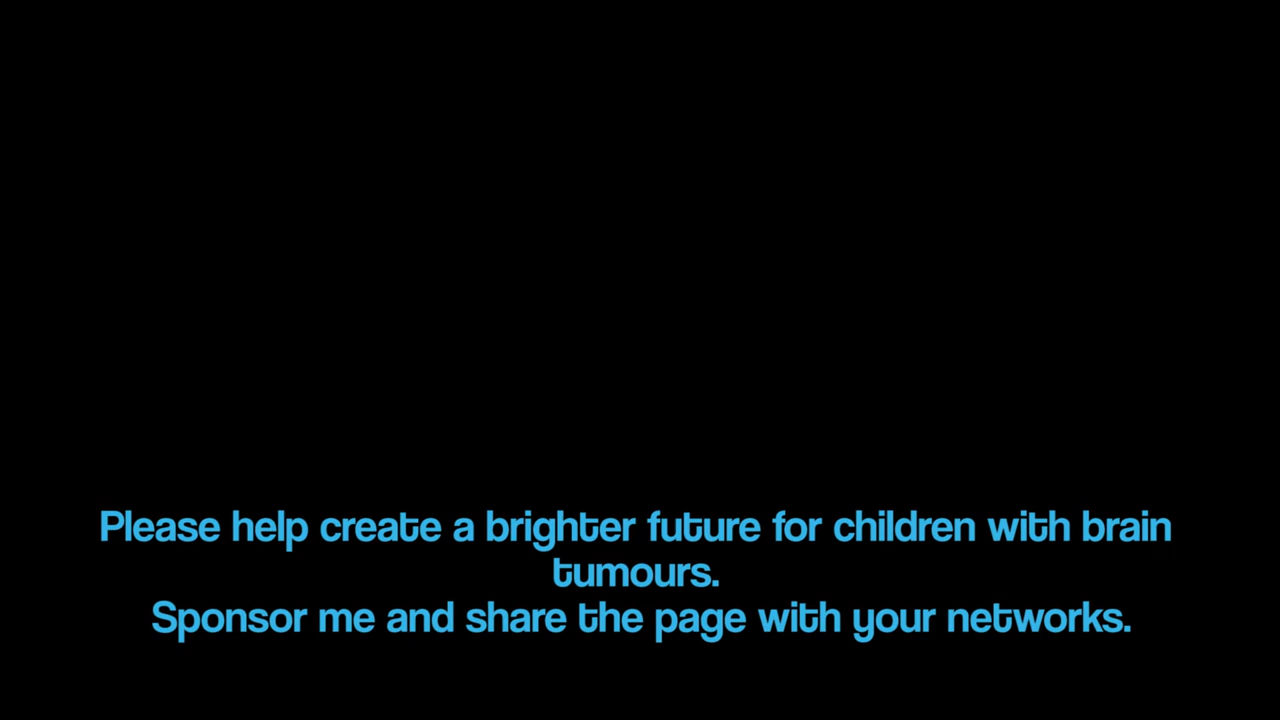 Please help create a brighter future for children with brain
tumours.
Sponsor me and share the page with your networks.